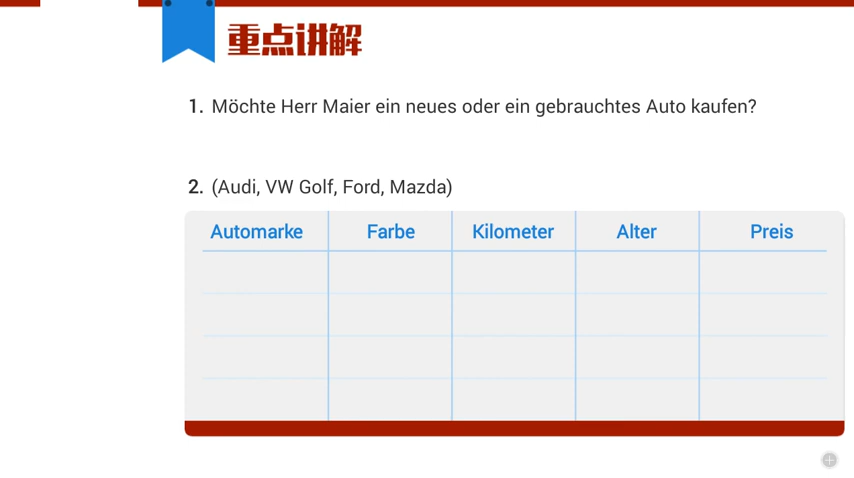 重点讲解
1. Möchte Herr Maier ein neues oder ein gebrauchtes Auto kaufen?
2. (Audi, VW Golf, Ford, Mazda)
Automarke Farbe Kilometer Alter Preis